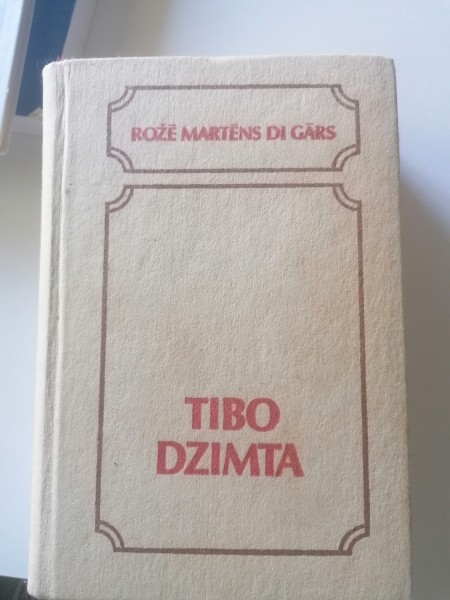 ROŽĒ MARTĒNS DI GĀRS
TIBO
DZIMTA